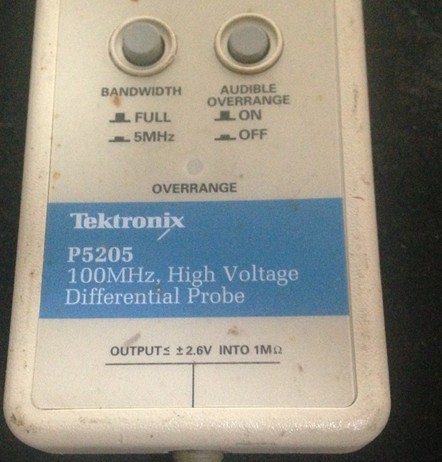 BANDWIDTH
FULL
5MHz
AUDIBLE
OVERRANGE
ON
OFF
OVERRANGE
Tektronix
P5205
100MHz, High Voltage
Differential Probe
OUTPUT≤ ±2.6V INTO 1MΩ